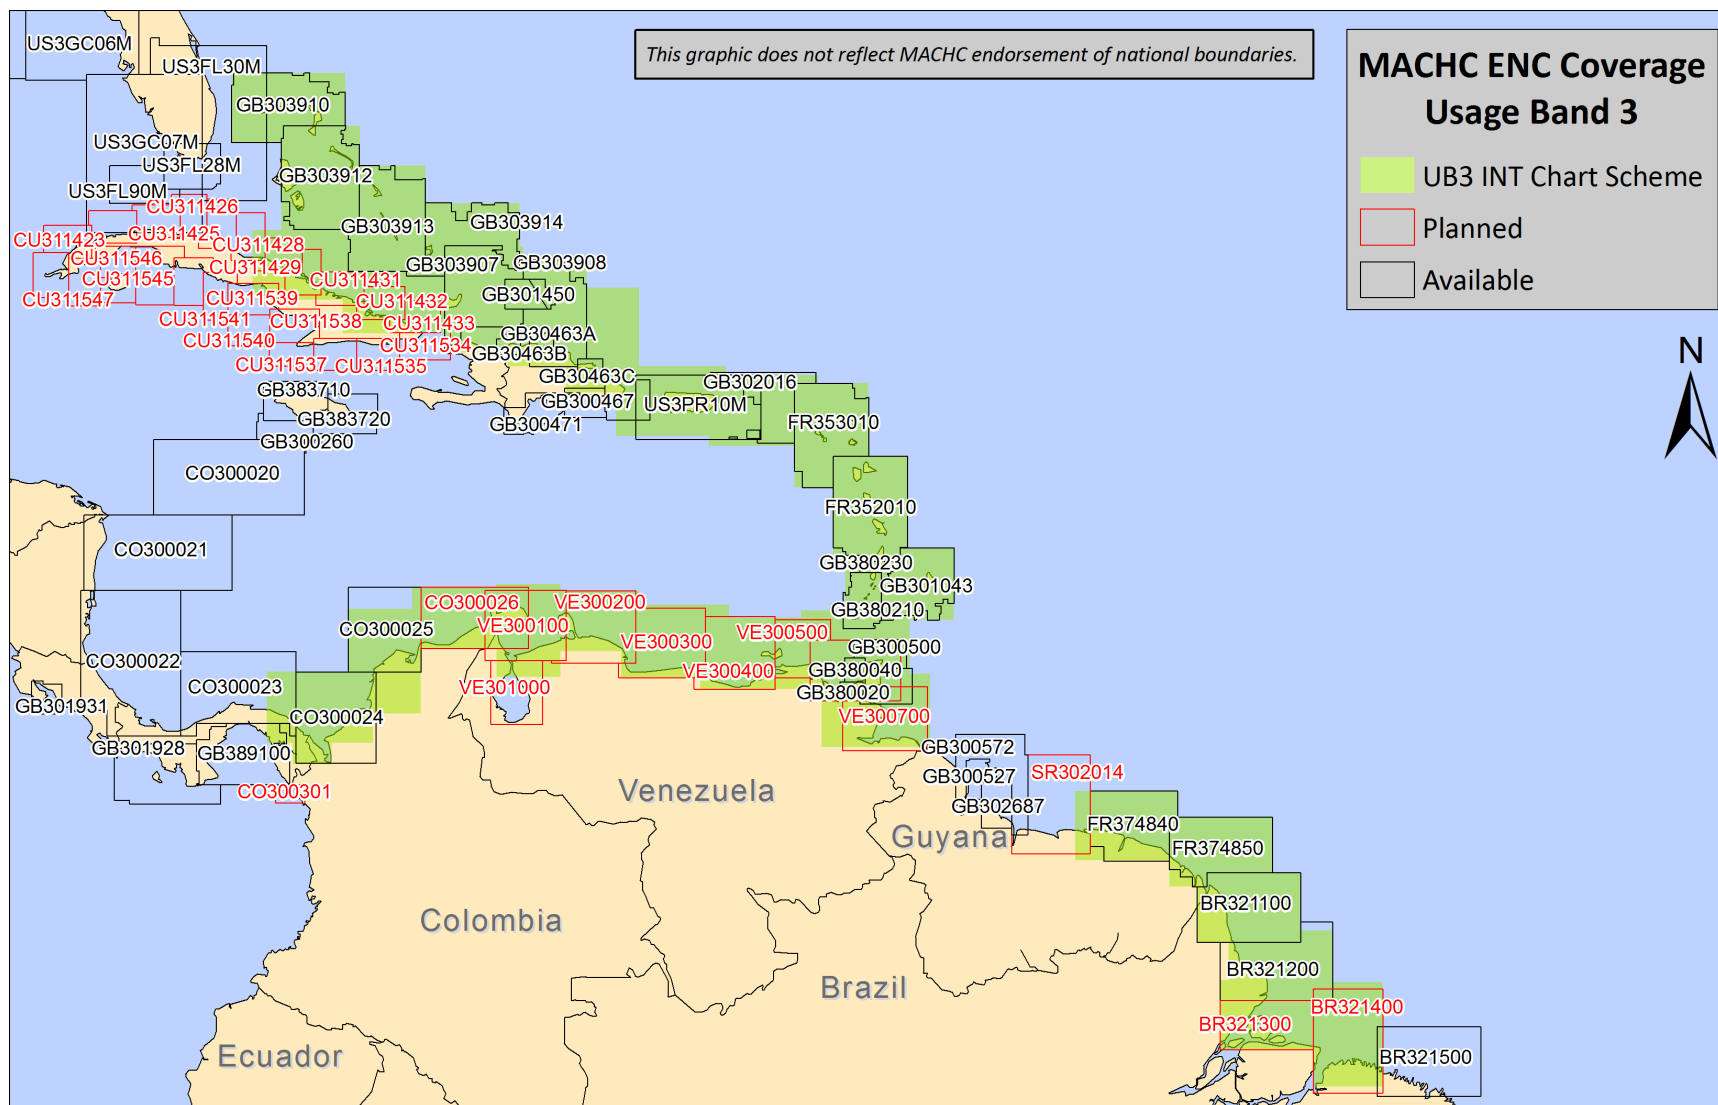 This graphic does not reflect MACHC endorsement of national boundaries.
MACHC ENC Coverage
Usage Band 3
UB3 INT Chart Scheme
Planned
Available
N
US3GC06M
US3FL30M
GB303910
US3GC07M
US3FL28M
GB303912
US3FL90M
CU311426
GB303914
GB303913
CU311425
CU311423
CU311428
CU311546
GB303907
GB303908
CU311429
CU311545
CU311431
GB301450
CU311547
CU311539
CU311432
CU311541
CU311538
CU311433
GB30463A
CU311540
CU311534
GB30463B
CU311537
CU311535
GB30463C
GB302016
GB383710
GB300467
US3PR10M
GB383720
GB300471
FR353010
GB300260
CO300020
FR352010
CO300021
GB380230
GB301043
CO300026
VE300200
GB380210
VE300100
CO300025
VE300500
VE300300
GB300500
CO300022
VE300400
GB380040
CO300023
VE301000
GB380020
GB301931
CO300024
VE300700
GB301928
GB389100
GB300572
SR302014
GB300527
CO300301
Venezuela
GB302687
FR374840
Guyana
FR374850
BR321100
Colombia
BR321200
Brazil
BR321400
BR321300
Ecuador
BR321500